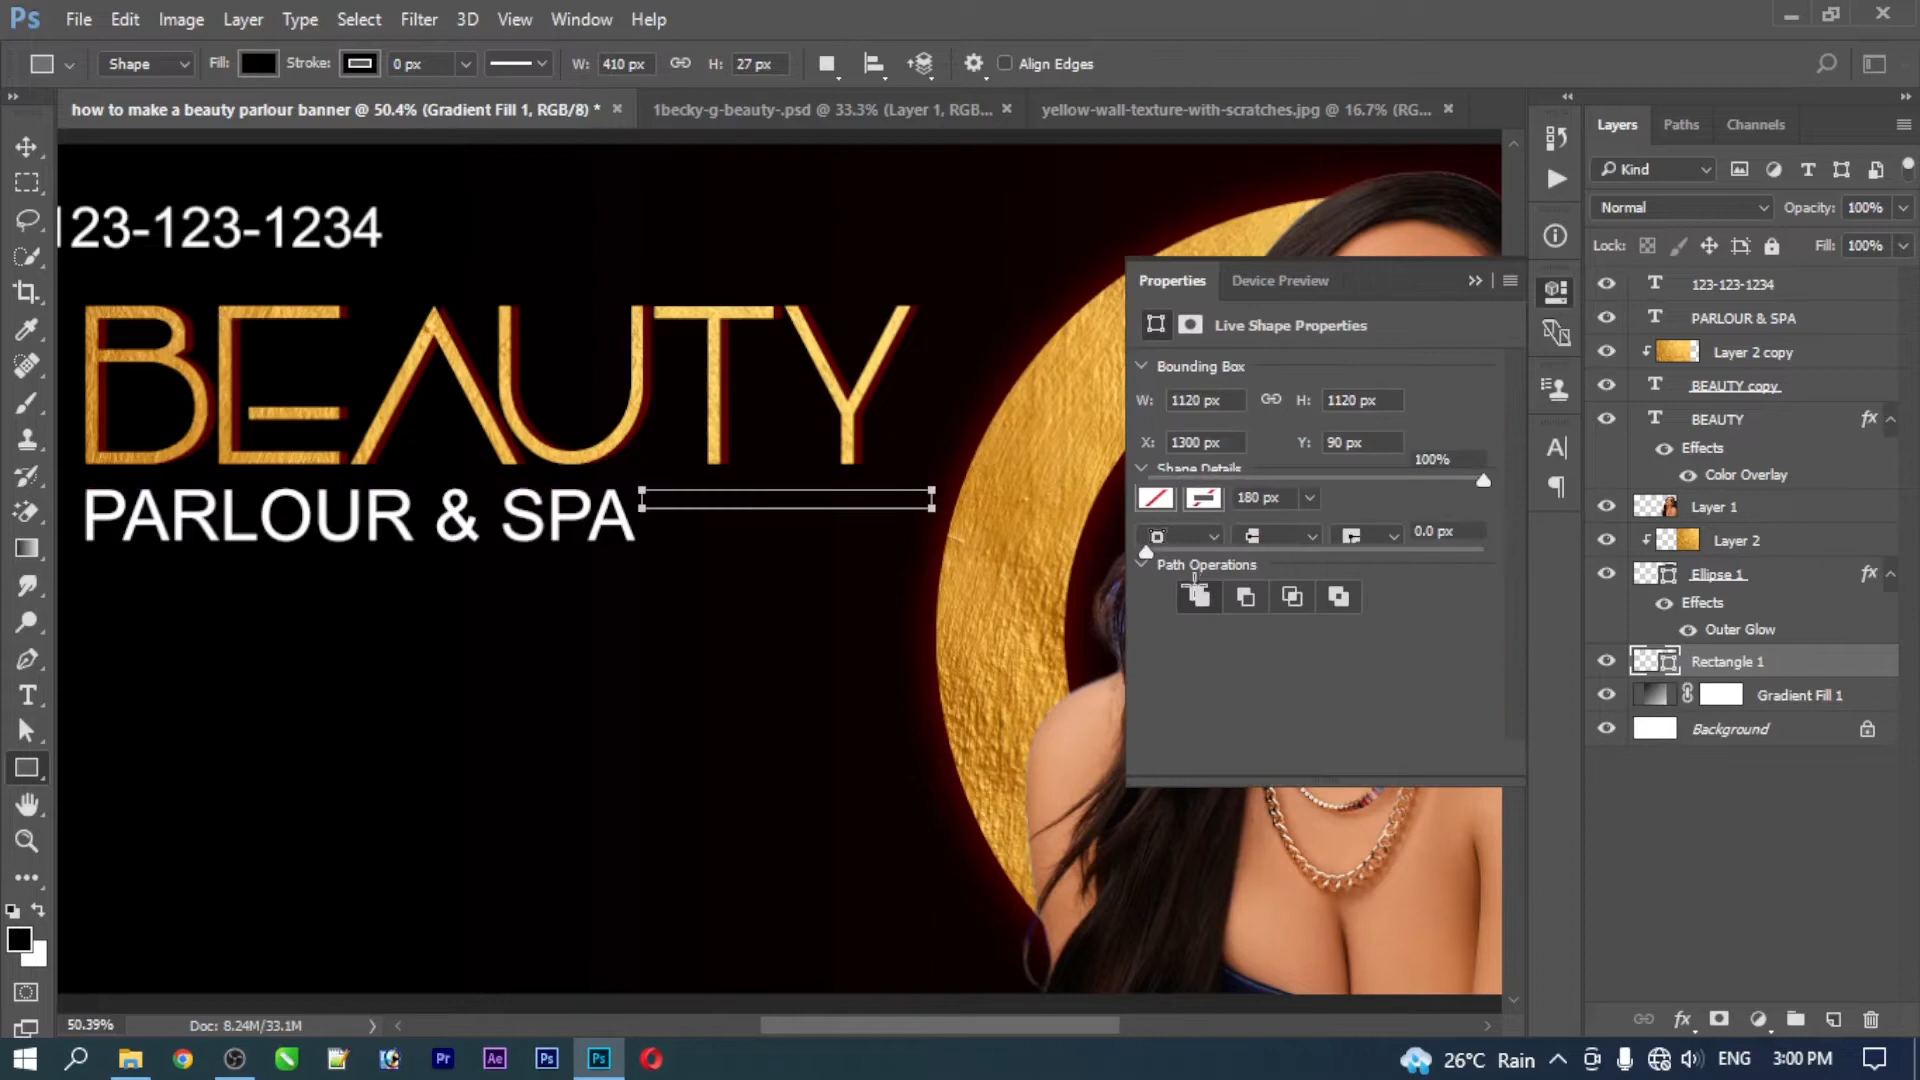 Ps File Edit Image Layer Type Select Filter 3D View Window Help
Shape Fill: Stroke: 0 px W: 410 px H: 27 px Align Edges
how to make a beauty parlour banner @ 50.4% (Gradient Fill 1, RGB/8) * 1becky-g-beauty-.psd @ 33.3% (Layer 1, RGB... yellow-wall-texture-with-scratches.jpg @ 16.7% (RG...
123-123-1234
BEAUTY
PARLOUR & SPA
Properties Device Preview
Live Shape Properties
Bounding Box
W: 1120 px H: 1120 px
X: 1300 px Y: 90 px
100%
Shape Details
180 px
0.0 px
Path Operations
Layers Paths Channels
Kind
Normal Opacity: 100%
Lock: Fill: 100%
123-123-1234
PARLOUR & SPA
Layer 2 copy
BEAUTY copy
BEAUTY fx
Effects
Color Overlay
Layer 1
Layer 2
Ellipse 1 fx
Effects
Outer Glow
Rectangle 1
Gradient Fill 1
Background
50.39% Doc: 8.24M/33.1M
Pr Ae Ps Ps 26°C Rain ENG 3:00 PM